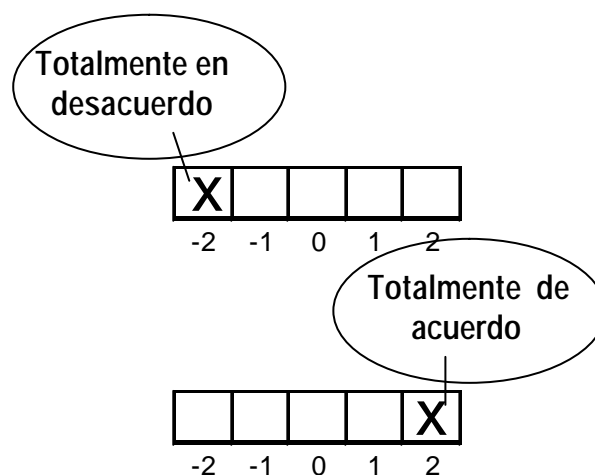 Totalmente en
desacuerdo
X
-2 -1 0 1 2
Totalmente de
acuerdo
X
-2 -1 0 1 2